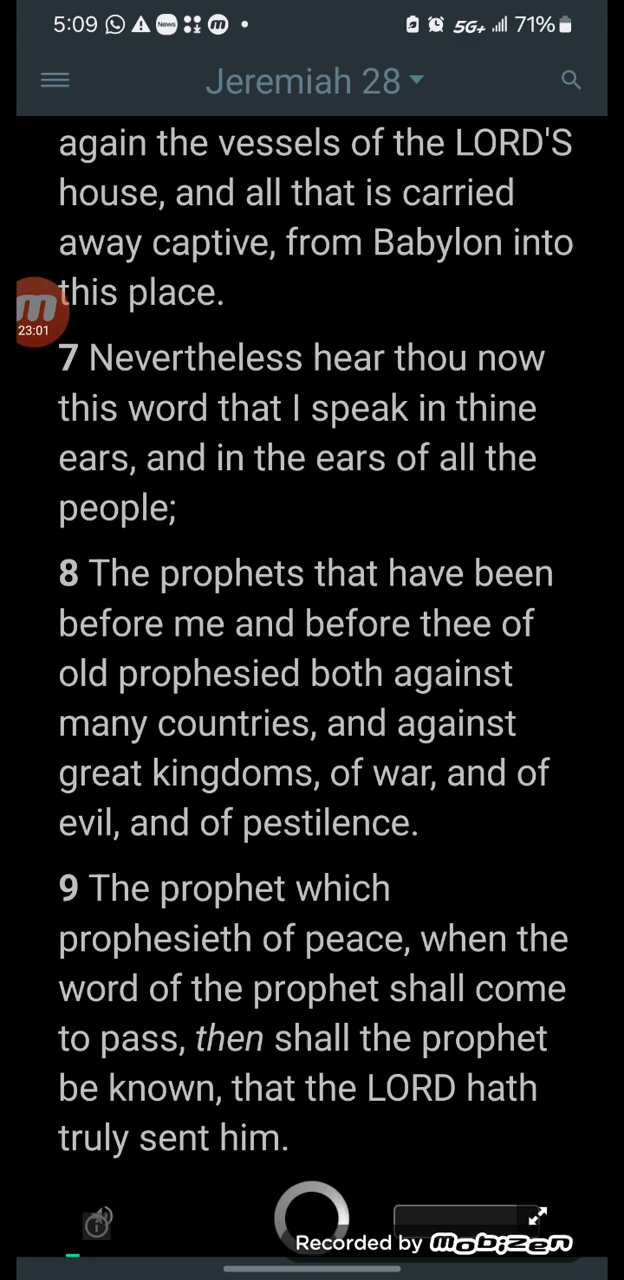 5:09 News m 5G+ 71%
Jeremiah 28
again the vessels of the LORD'S
house, and all that is carried
away captive, from Babylon into
this place.
m
23:01
7 Nevertheless hear thou now
this word that I speak in thine
ears, and in the ears of all the
people;
8 The prophets that have been
before me and before thee of
old prophesied both against
many countries, and against
great kingdoms, of war, and of
evil, and of pestilence.
9 The prophet which
prophesieth of peace, when the
word of the prophet shall come
to pass, then shall the prophet
be known, that the LORD hath
truly sent him.
Recorded by mobizen